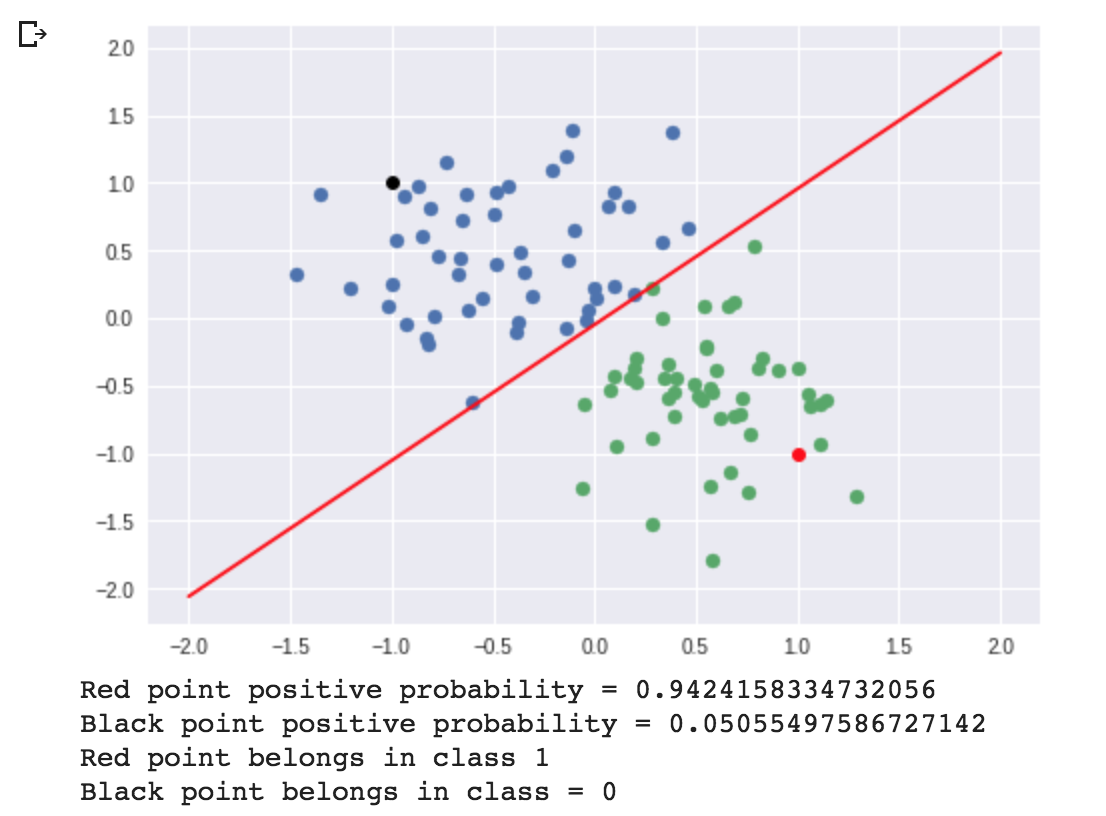 2.0
1.5
1.0
0.5
0.0
−0.5
−1.0
−1.5
−2.0
−2.0 −1.5 −1.0 −0.5 0.0 0.5 1.0 1.5 2.0
Red point positive probability = 0.9424158334732056
Black point positive probability = 0.05055497586727142
Red point belongs in class 1
Black point belongs in class = 0